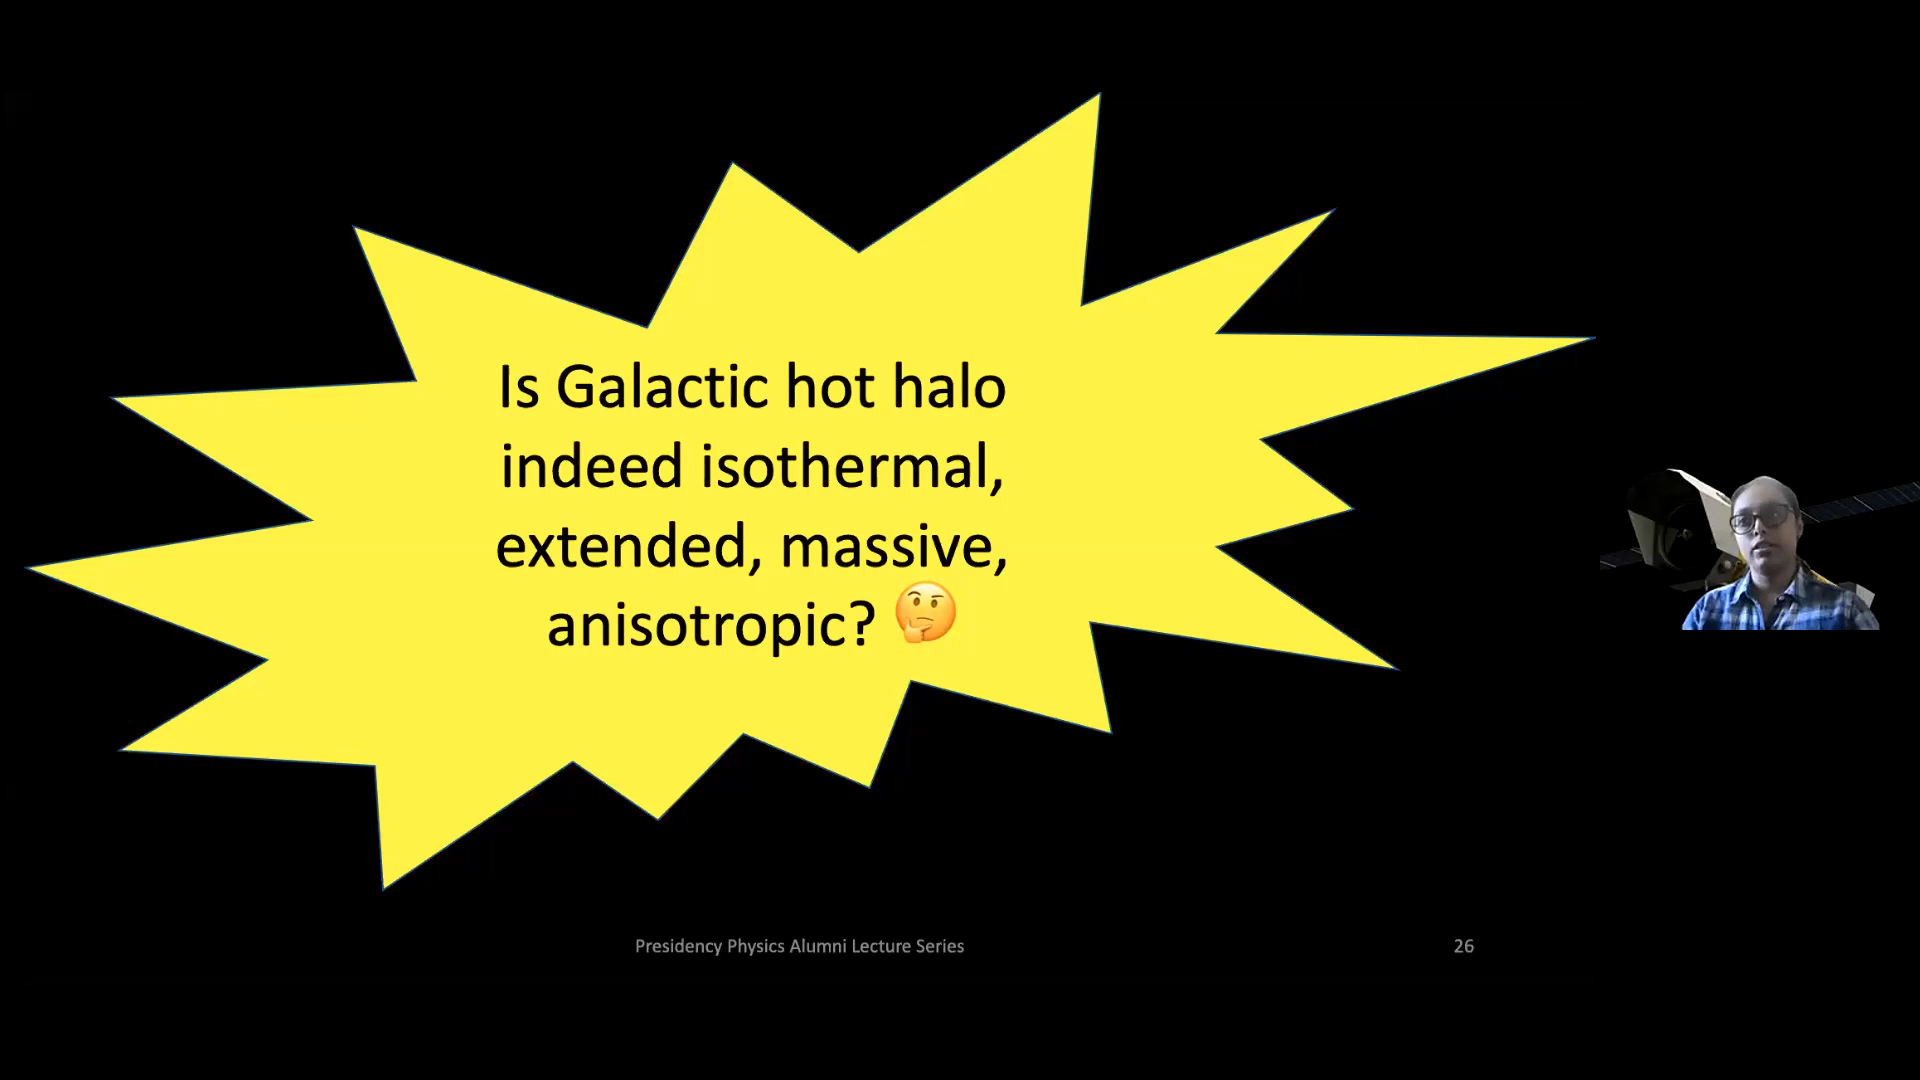 Is Galactic hot halo
indeed isothermal,
extended, massive,
anisotropic? 🤔
Presidency Physics Alumni Lecture Series
26